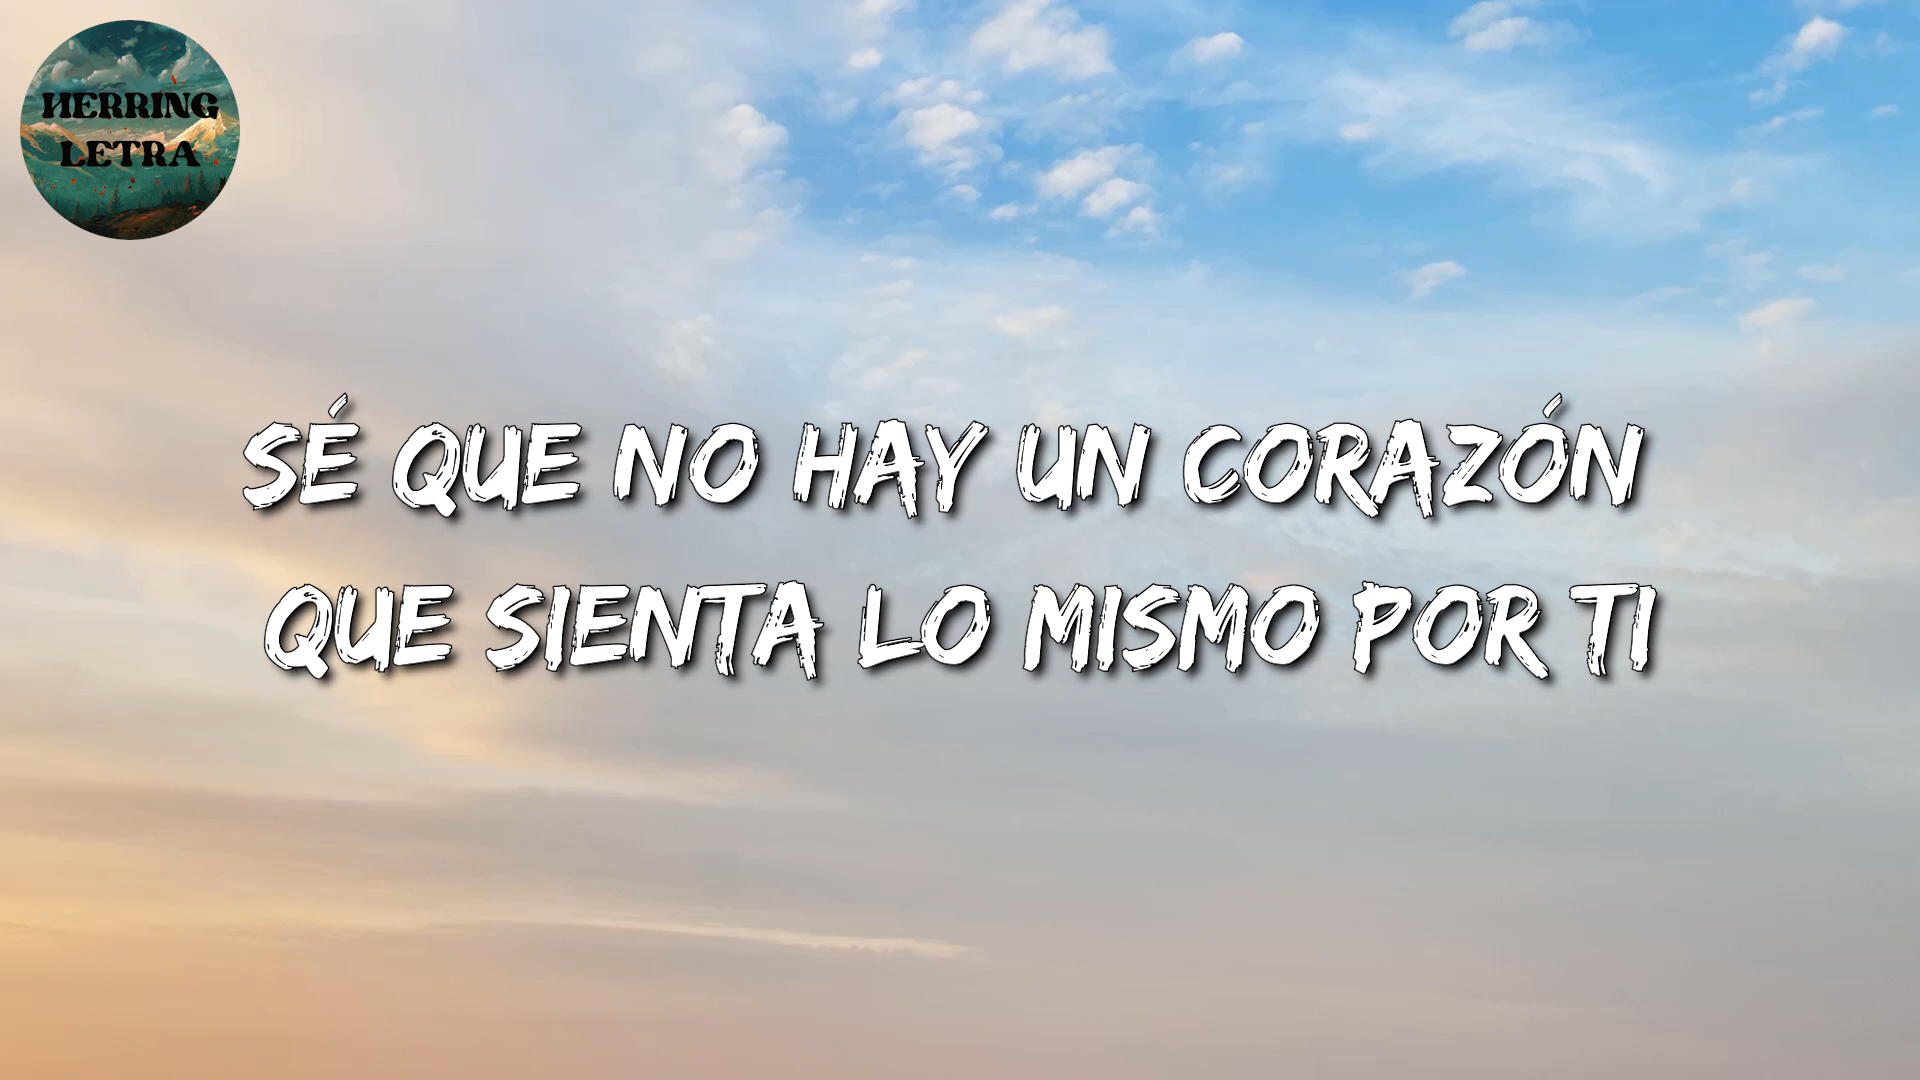 HERRING
LETRA
SÉ QUE NO HAY UN CORAZÓN
QUE SIENTA LO MISMO POR TI